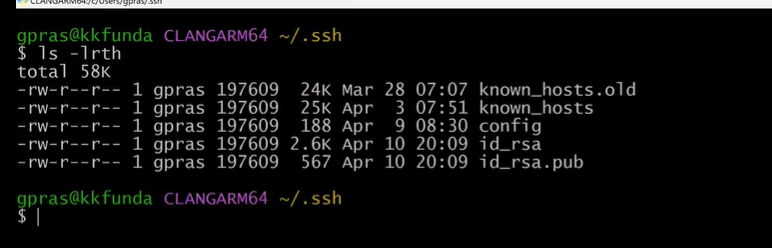 CLANGARM64:/c/Users/gpras/.ssh
gpras@kkfunda CLANGARM64 ~/.ssh
$ ls -lrth
total 58K
-rw-r--r-- 1 gpras 197609  24K Mar 28 07:07 known_hosts.old
-rw-r--r-- 1 gpras 197609  25K Apr  3 07:51 known_hosts
-rw-r--r-- 1 gpras 197609  188 Apr  9 08:30 config
-rw-r--r-- 1 gpras 197609 2.6K Apr 10 20:09 id_rsa
-rw-r--r-- 1 gpras 197609  567 Apr 10 20:09 id_rsa.pub
gpras@kkfunda CLANGARM64 ~/.ssh
$